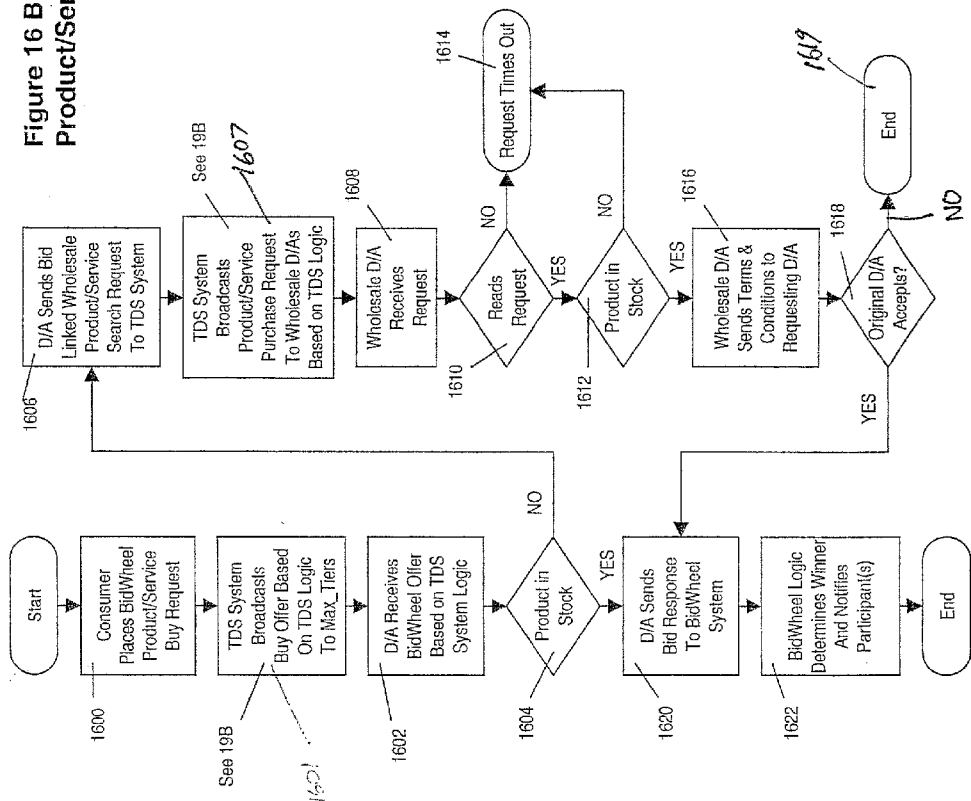 Figure 16 B
Product/Ser
Start
1600
Consumer
Places BidWheel
Product/Service
Buy Request
See 19B
1601
TDS System
Broadcasts
Buy Offer Based
On TDS Logic
To Max_Tiers
1602
D/A Receives
BidWheel Offer
Based on TDS
System Logic
1604
Product in
Stock
NO
YES
1620
D/A Sends
Bid Response
To BidWheel
System
1622
BidWheel Logic
Determines Winner
And Notifies
Participant(s)
End
1606
D/A Sends Bid
Linked Wholesale
Product/Service
Search Request
To TDS System
See 19B
1607
TDS System
Broadcasts
Product/Service
Purchase Request
To Wholesale D/As
Based on TDS Logic
1608
Wholesale D/A
Receives
Request
1610
Reads
Request
NO
YES
1614
Request Times Out
1612
Product in
Stock
NO
YES
1616
Wholesale D/A
Sends Terms &
Conditions to
Requesting D/A
1618
Original D/A
Accepts?
YES
NO
1619
End